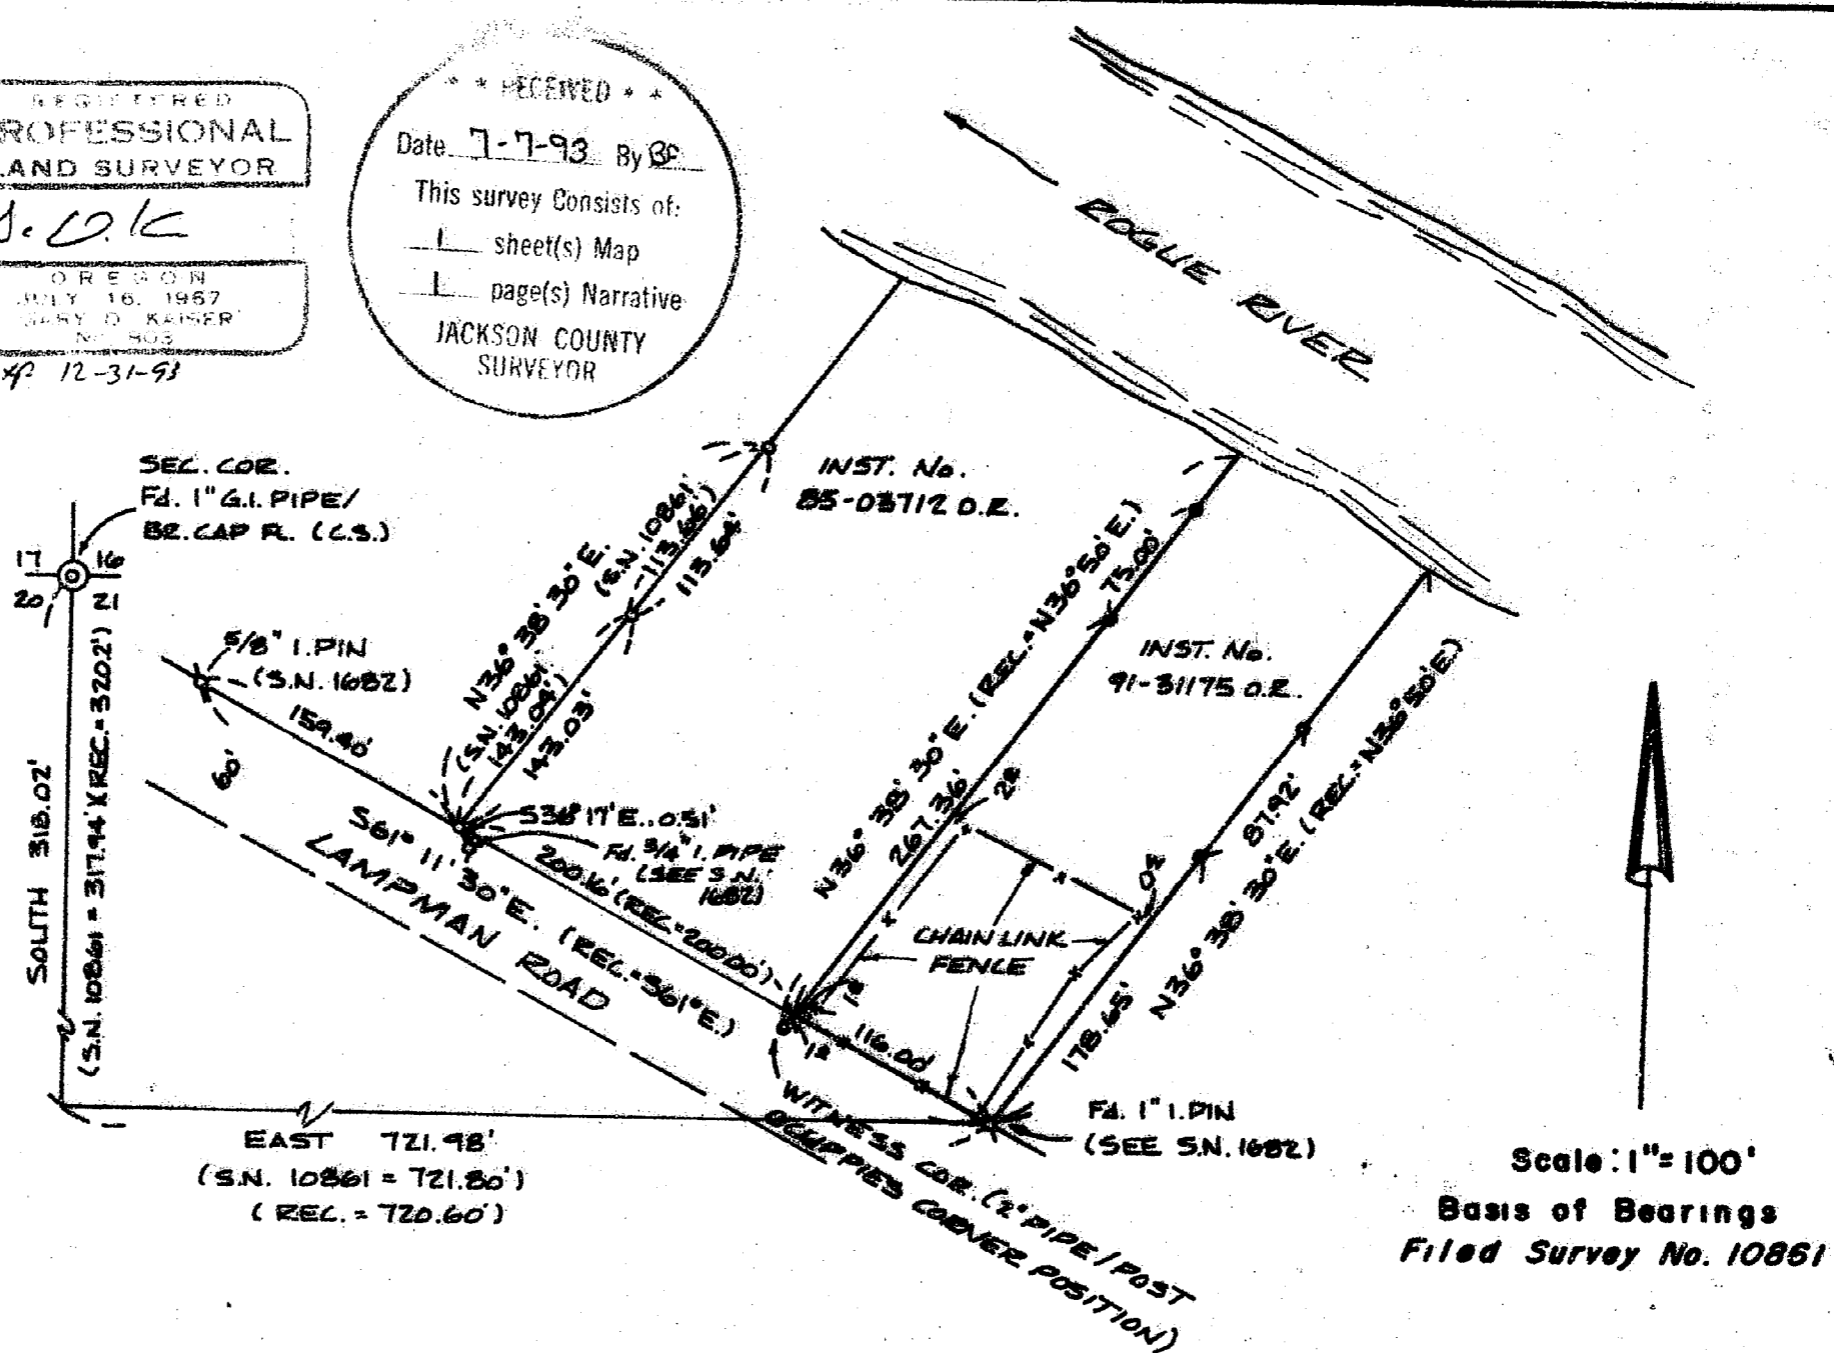 REGISTERED
PROFESSIONAL
LAND SURVEYOR
OREGON
JULY 16, 1967
GARY D KAISER
No 803
Exp 12-31-93
* * RECEIVED * *
Date 7-7-93 By
This survey Consists of:
1 sheet(s) Map
1 page(s) Narrative
JACKSON COUNTY
SURVEYOR
ROGUE RIVER
SEC. COR.
Fd. 1" G.I. PIPE/
BR. CAP FL. (C.S.)
17 16
20 21
SOUTH 318.02'
(S.N. 10861 = 317.94')(REC. = 320.2')
5/8" I. PIN
(S.N. 1682)
159.40'
60'
N36° 38' 30" E.
(S.N. 10861
113.66')
113.64'
(S.N. 10861
143.04')
143.03'
INST. No.
85-03712 O.R.
N36° 38' 30" E. (REC. = N36° 50' E.)
267.36'
75.00'
INST. No.
91-31175 O.R.
87.92'
N36° 38' 30" E. (REC. = N36° 50' E.)
178.65'
S38° 17' E. 0.51'
Fd. 3/4" I. PIPE
(SEE S.N.
1682)
200.16' (REC. = 200.00')
S61° 11' 30" E. (REC. = S61° E.)
LAMPMAN ROAD
CHAIN LINK
FENCE
116.00
WITNESS COR. (2" PIPE / POST
OCUPPIES CORNER POSITION)
Fd. 1" I. PIN
(SEE S.N. 1682)
EAST 721.98'
(S.N. 10861 = 721.80')
(REC. = 720.60')
Scale: 1" = 100'
Basis of Bearings
Filed Survey No. 10861